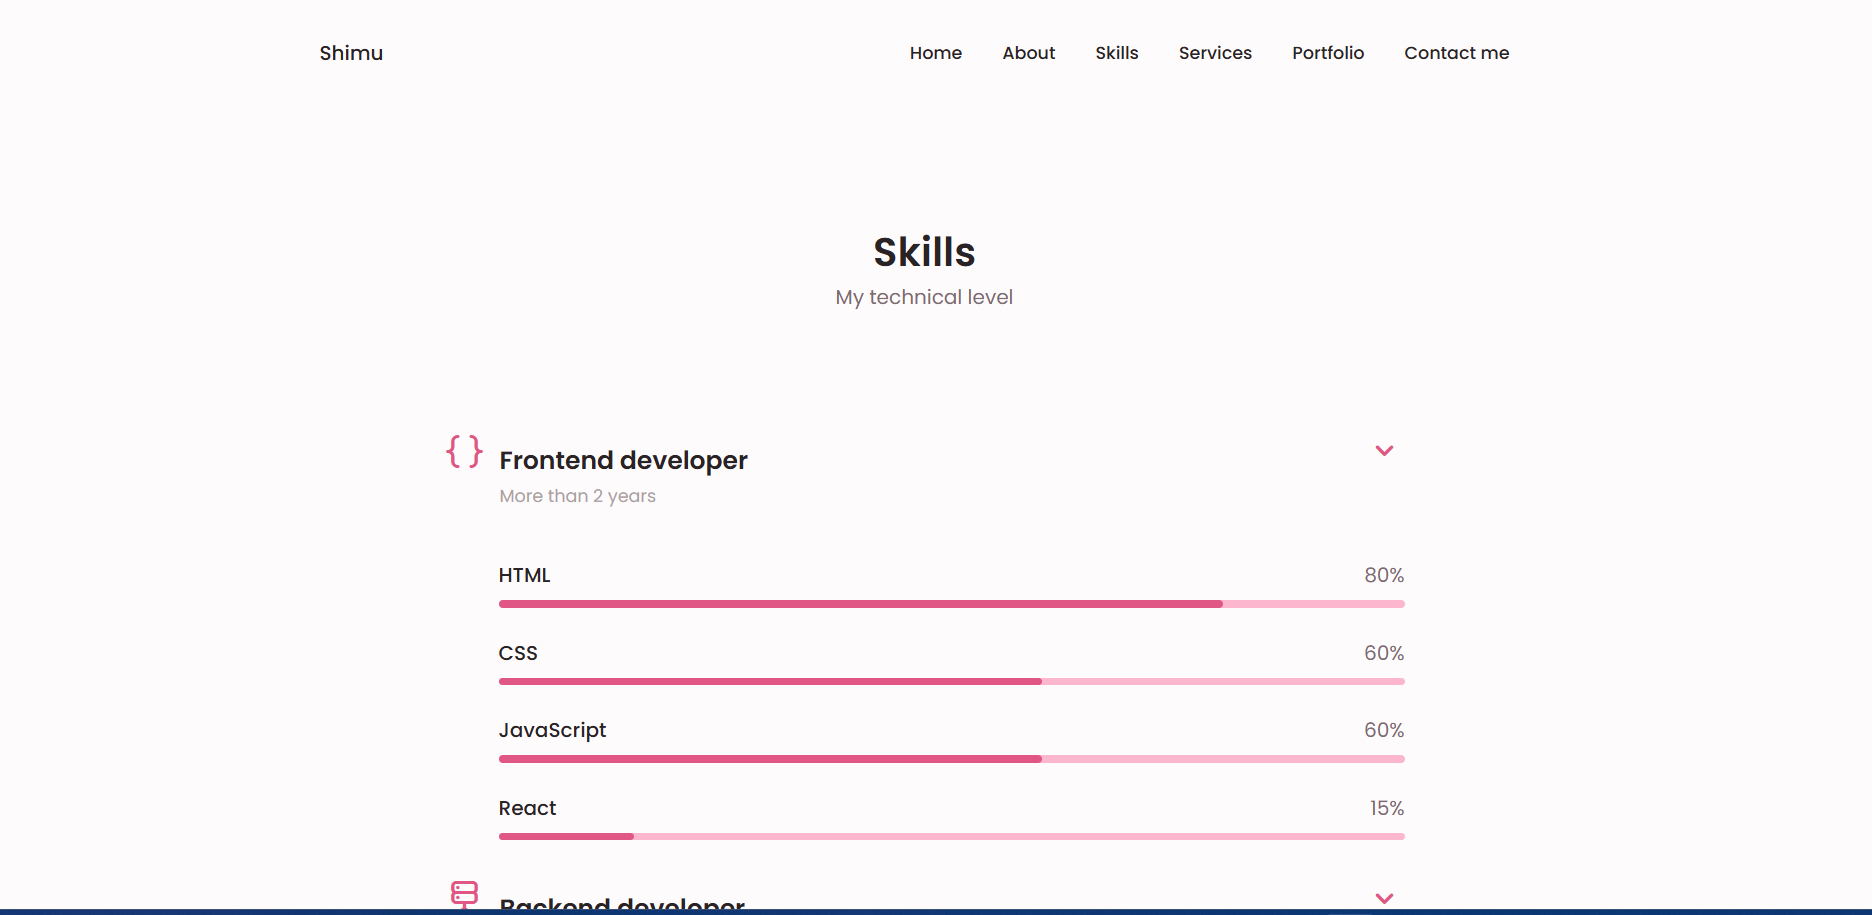 Shimu Home About Skills Services Portfolio Contact me
Skills
My technical level
Frontend developer
More than 2 years
HTML 80%
CSS 60%
JavaScript 60%
React 15%
Backend developer